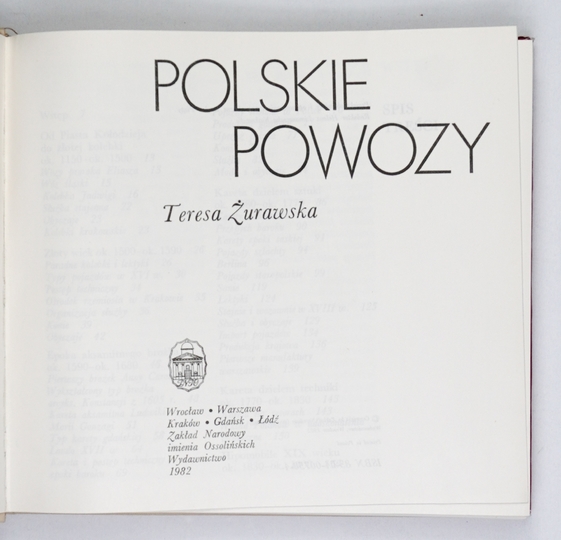 POLSKIE
POWOZY
Teresa Żurawska
Wrocław • Warszawa
Kraków • Gdańsk • Łódź
Zakład Narodowy
imienia Ossolińskich
Wydawnictwo
1982